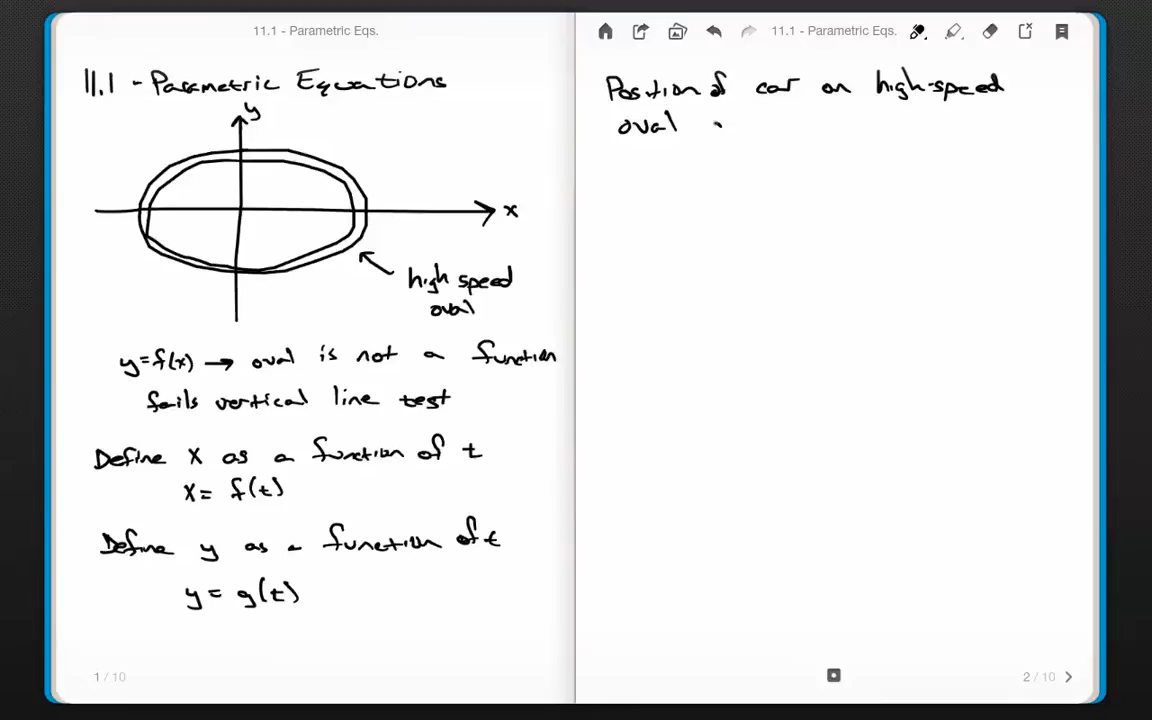 11.1 - Parametric Eqs.
11.1 - Parametric Equations
y
x
high speed
oval
y=f(x) → oval is not a function
fails vertical line test
Define x as a function of t
x= f(t)
Define y as a function of t
y= g(t)
1 / 10
11.1 - Parametric Eqs.
Position of car on high-speed
oval
2 / 10